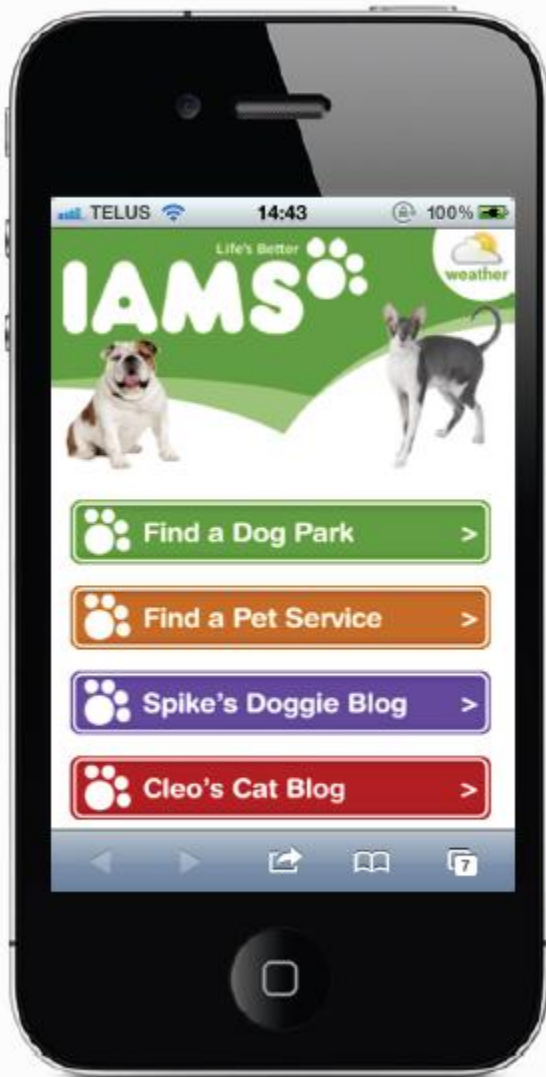 TELUS 14:43 100%
Life's Better
IAMS
weather
Find a Dog Park >
Find a Pet Service >
Spike's Doggie Blog >
Cleo's Cat Blog >
7